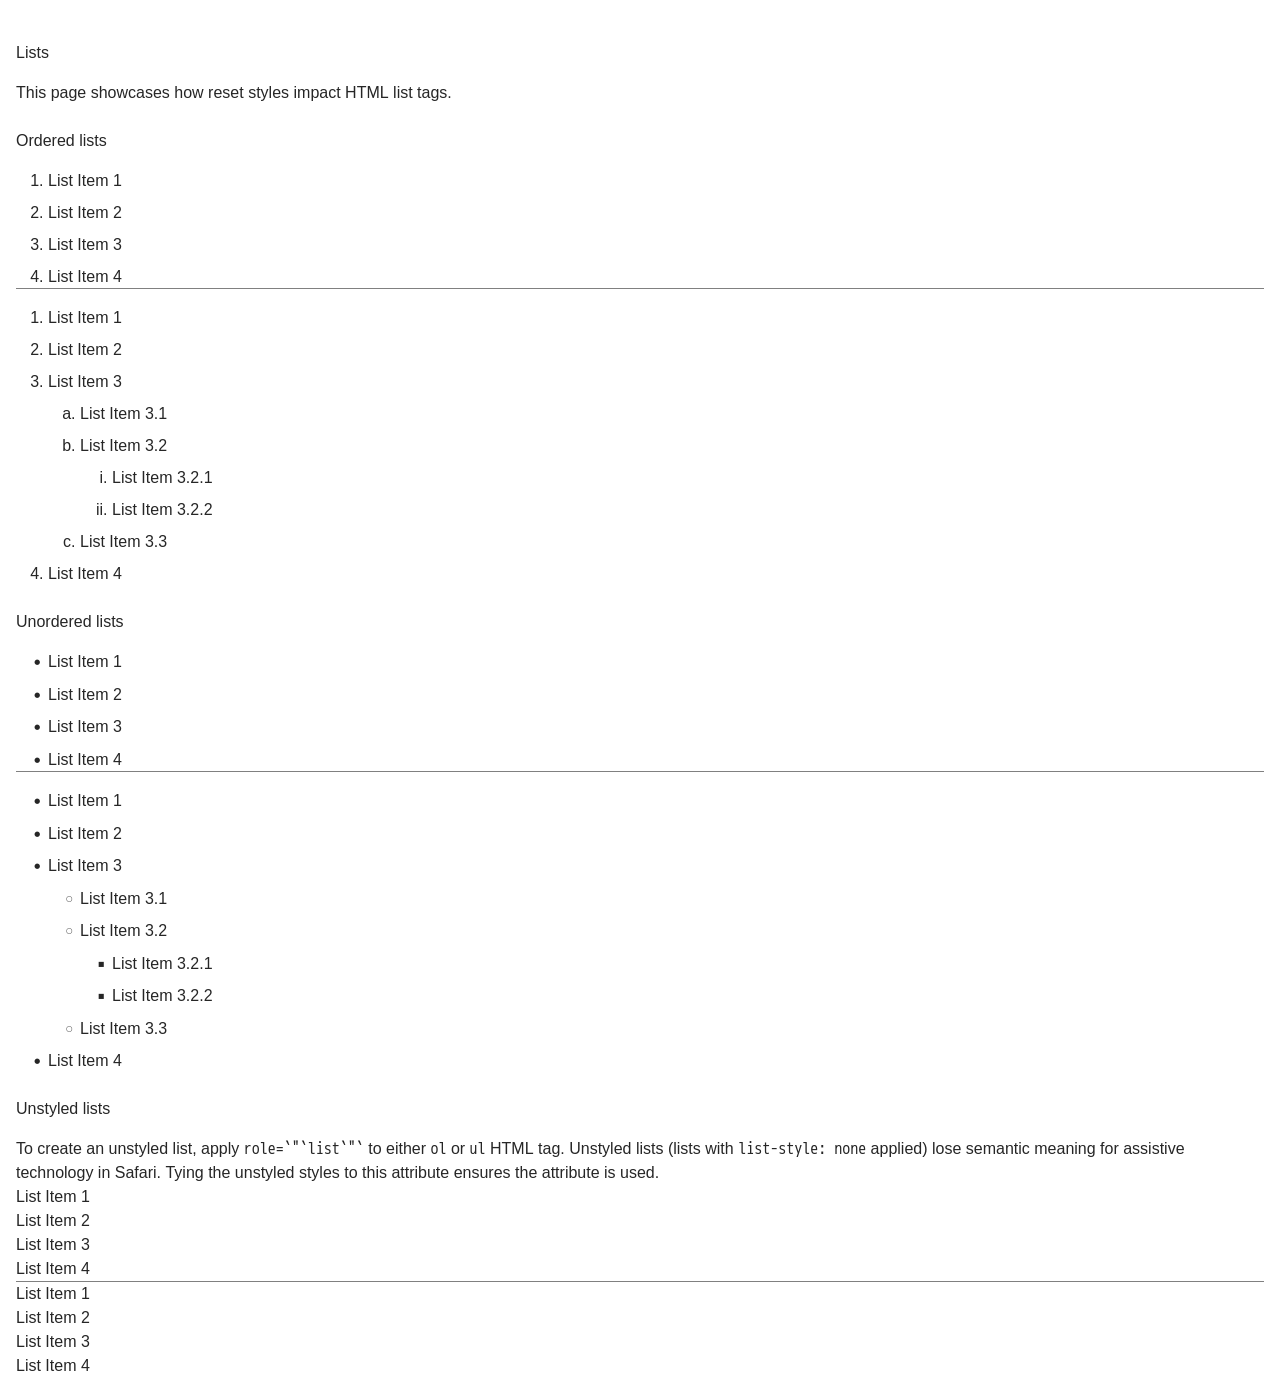 Lists
This page showcases how reset styles impact HTML list tags.
Ordered lists
1. List Item 1
2. List Item 2
3. List Item 3
4. List Item 4
1. List Item 1
2. List Item 2
3. List Item 3
a. List Item 3.1
b. List Item 3.2
i. List Item 3.2.1
ii. List Item 3.2.2
c. List Item 3.3
4. List Item 4
Unordered lists
• List Item 1
• List Item 2
• List Item 3
• List Item 4
• List Item 1
• List Item 2
• List Item 3
○ List Item 3.1
○ List Item 3.2
▪ List Item 3.2.1
▪ List Item 3.2.2
○ List Item 3.3
• List Item 4
Unstyled lists
To create an unstyled list, apply role=`"`list`"` to either ol or ul HTML tag. Unstyled lists (lists with list-style: none applied) lose semantic meaning for assistive
technology in Safari. Tying the unstyled styles to this attribute ensures the attribute is used.
List Item 1
List Item 2
List Item 3
List Item 4
List Item 1
List Item 2
List Item 3
List Item 4